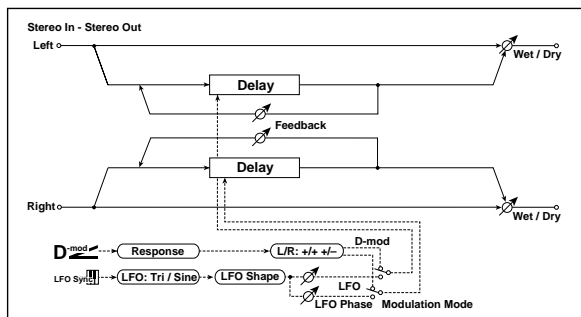 Stereo In - Stereo Out
Left
Wet / Dry
Delay
Feedback
Delay
Right
Wet / Dry
D-mod
D-mod
Response
L/R: +/+ +/–
LFO Sync
LFO: Tri / Sine
LFO Shape
LFO
LFO Phase
Modulation Mode